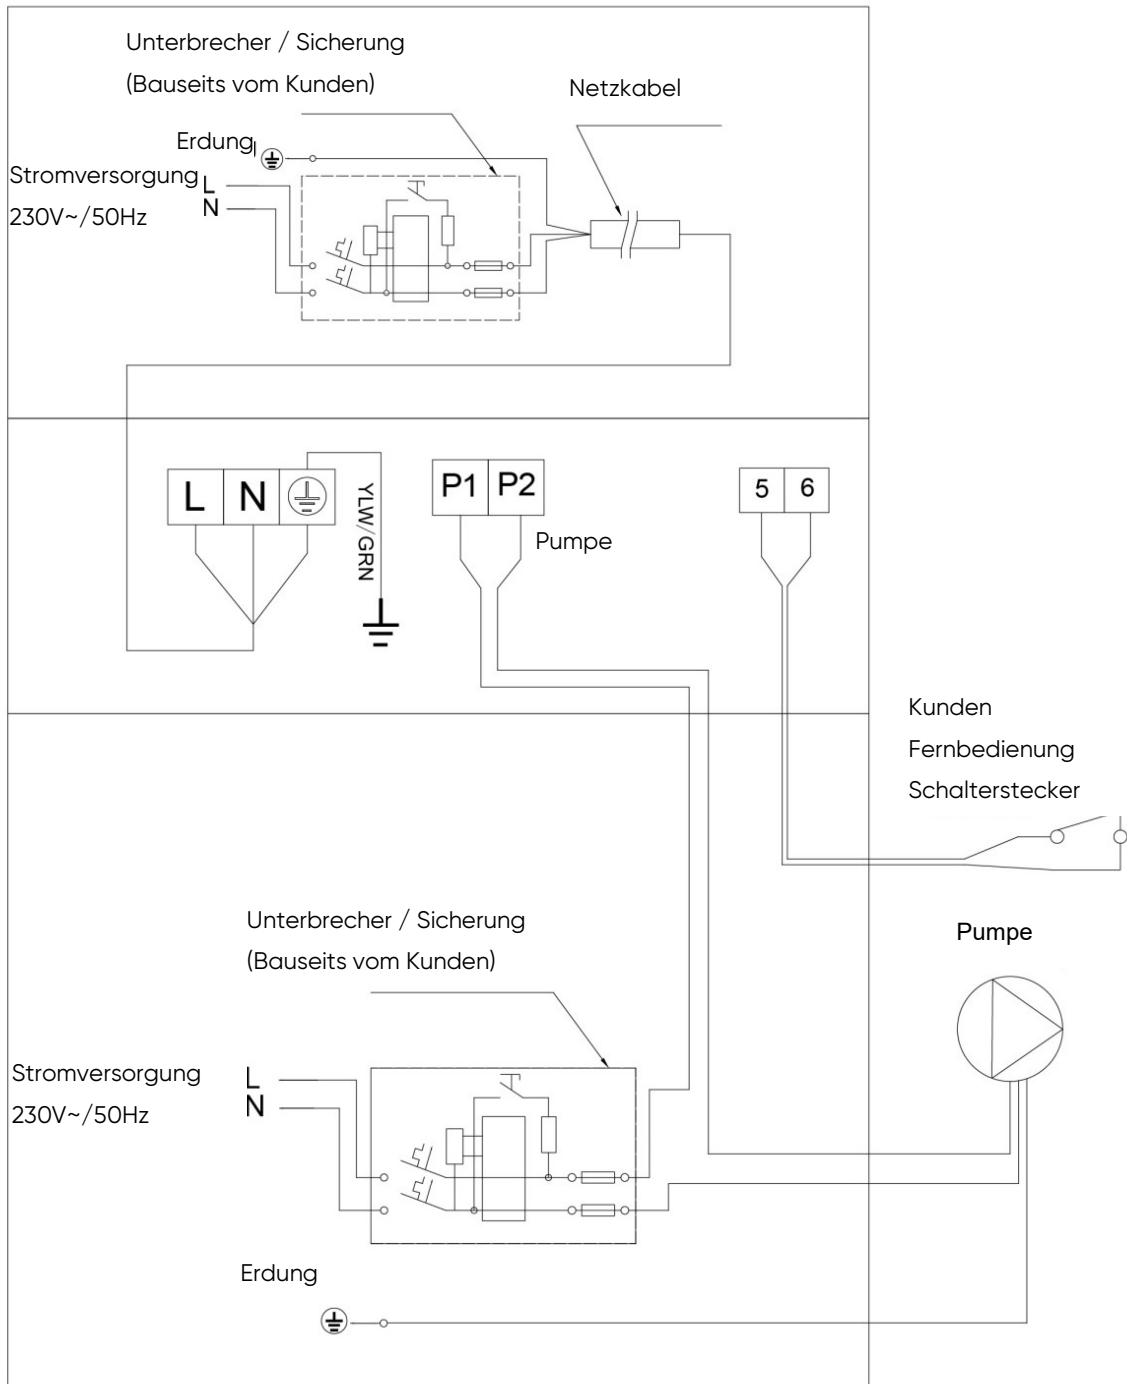 Unterbrecher / Sicherung
(Bauseits vom Kunden)
Netzkabel
Erdung
Stromversorgung
L
N
230V~/50Hz
L N
YLW/GRN
P1 P2
Pumpe
5 6
Kunden
Fernbedienung
Schalterstecker
Unterbrecher / Sicherung
(Bauseits vom Kunden)
Pumpe
Stromversorgung
L
N
230V~/50Hz
Erdung